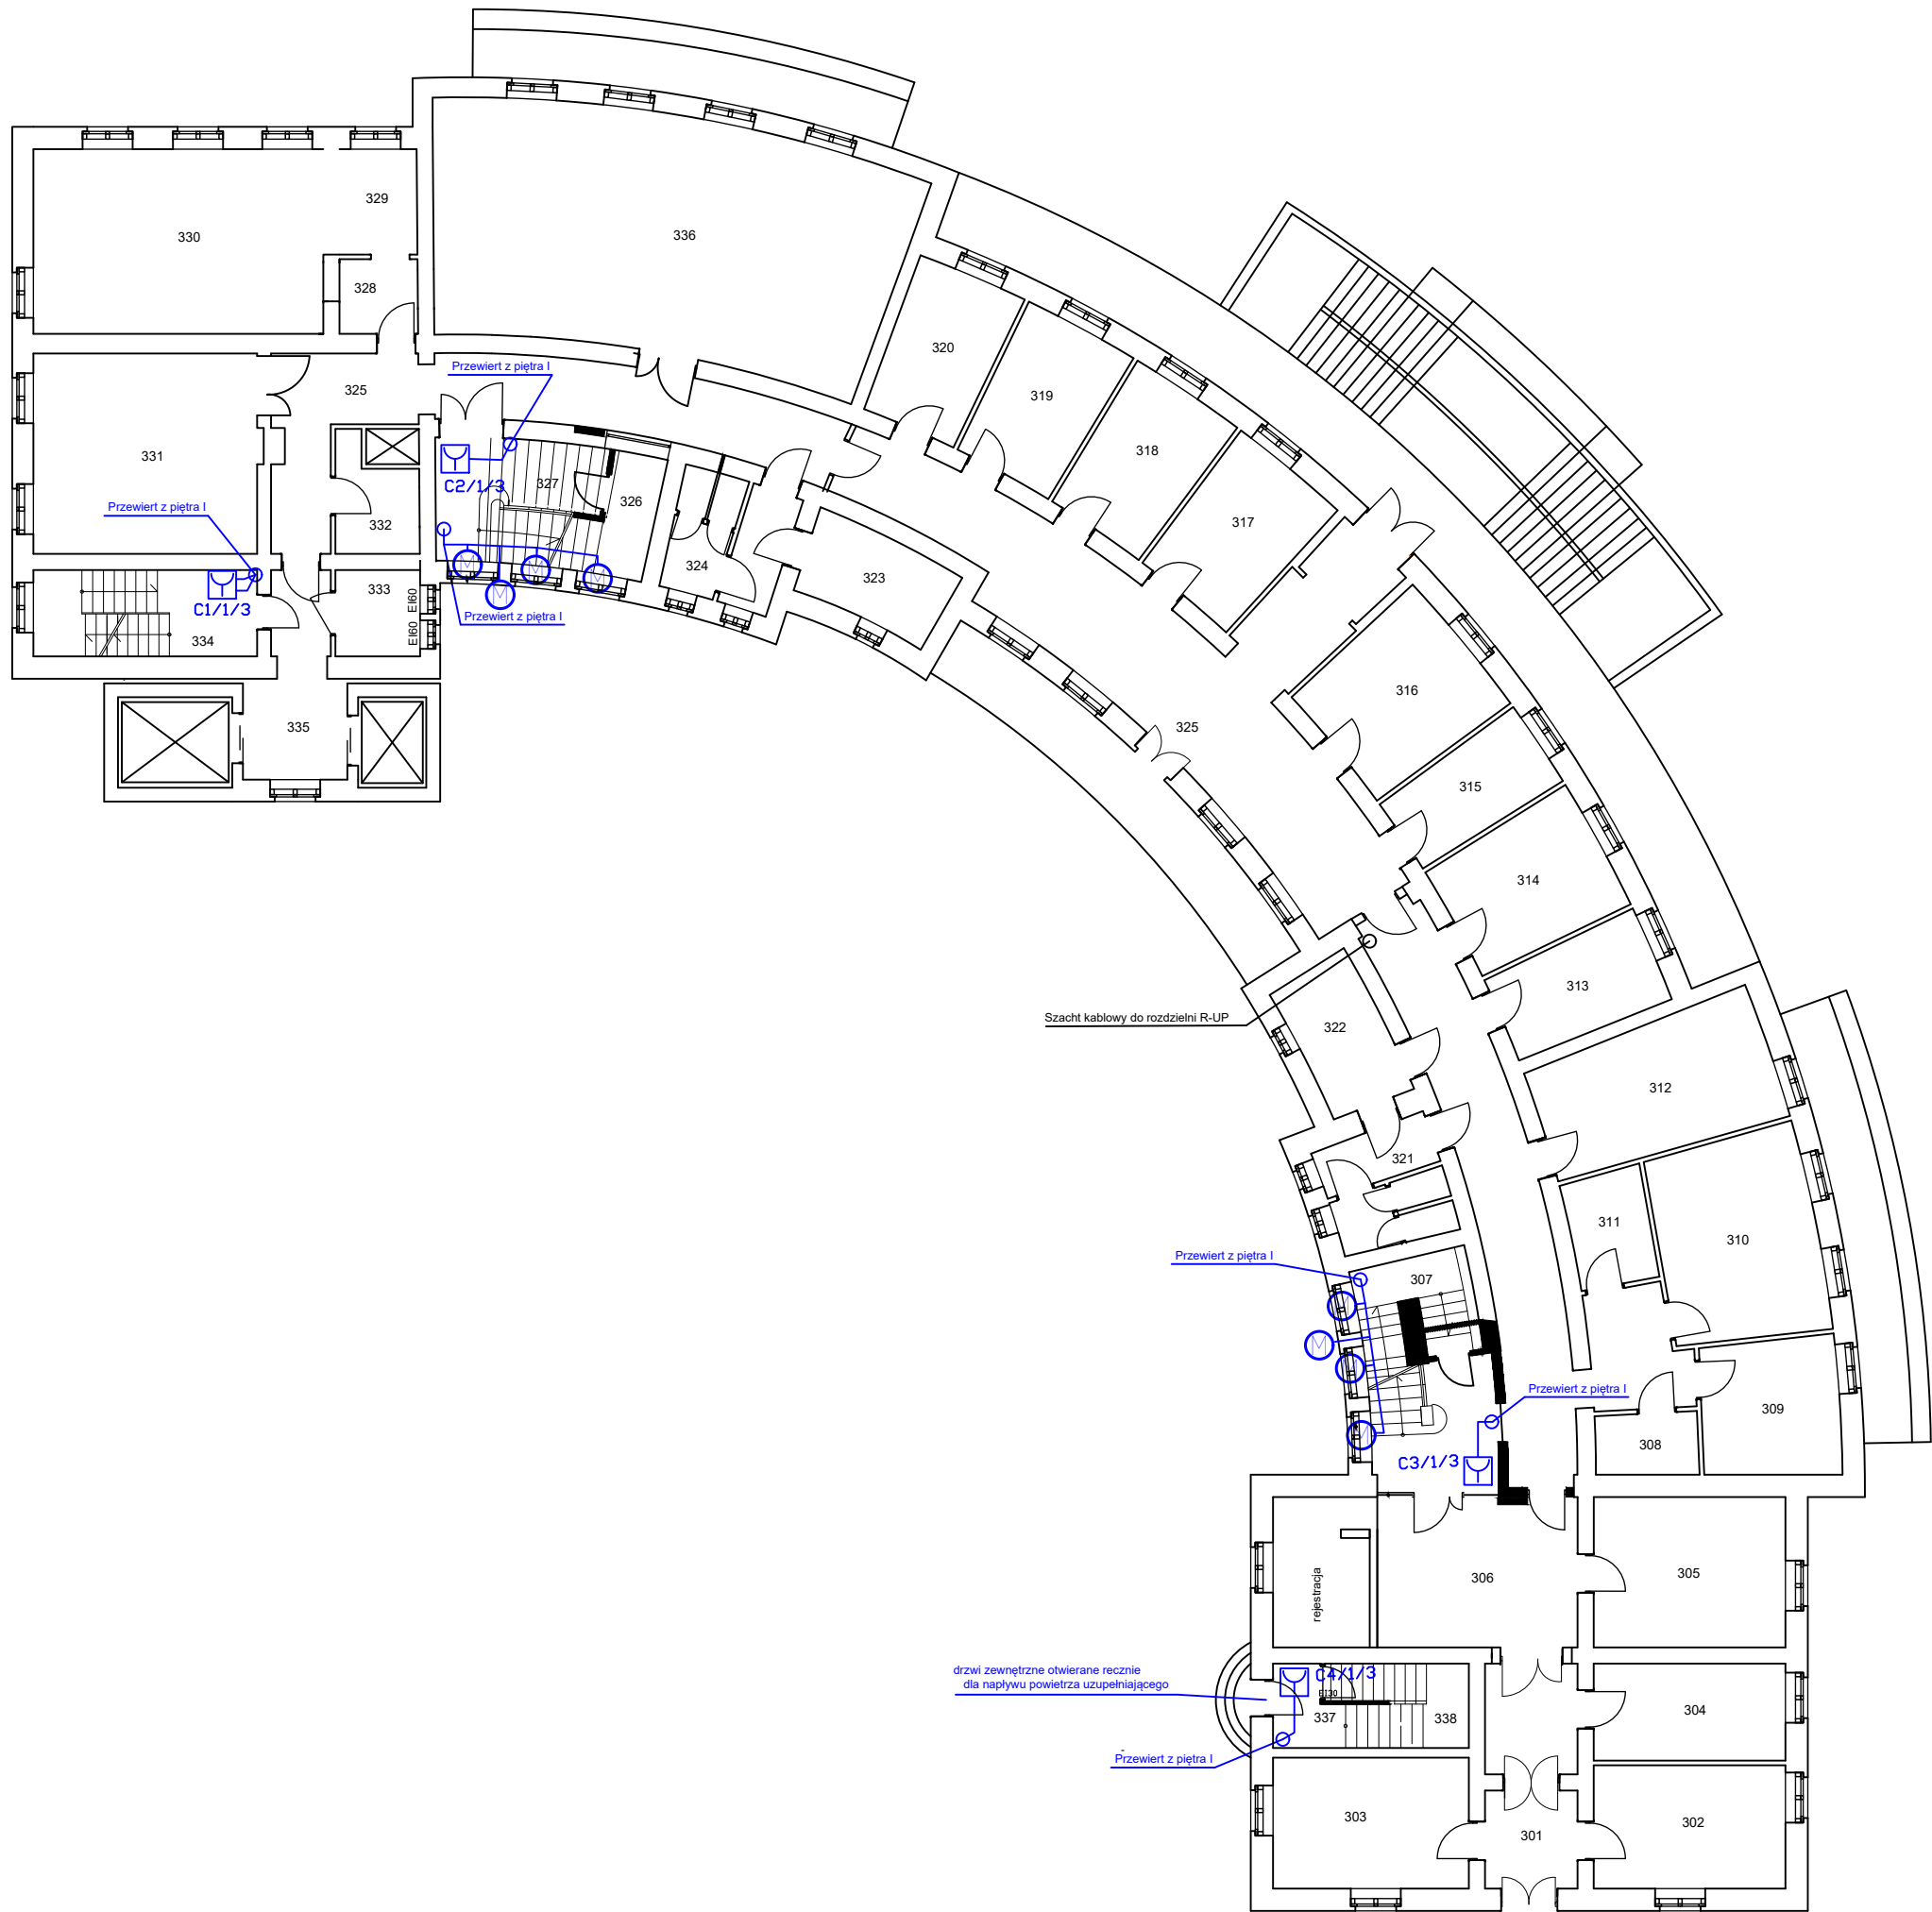 329
330
336
328
320
Przewiert z piętra I
325
319
331
318
C2/1/3
327
326
317
Przewiert z piętra I
332
324
323
333
EI60
EI60
C1/1/3
334
Przewiert z piętra I
316
335
325
315
314
313
Szacht kablowy do rozdzielni R-UP
322
312
321
311
310
Przewiert z piętra I
307
M
M
M
M
M
M
M
M
Przewiert z piętra I
309
308
C3/1/3
306
305
rejestracja
drzwi zewnętrzne otwierane recznie
dla napływu powietrza uzupełniającego
C4/1/3
EI30
337
338
304
Przewiert z piętra I
303
301
302